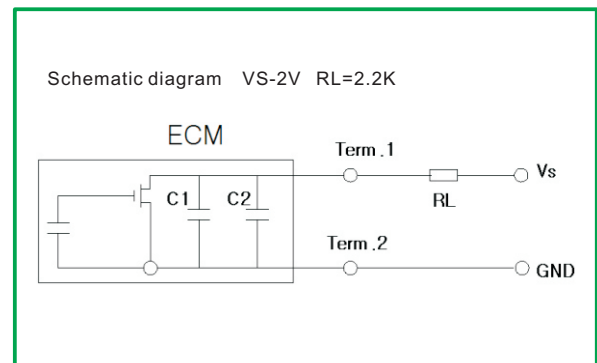 Schematic diagram VS-2V RL=2.2K
ECM
Term .1
Vs
C1 C2
RL
Term .2
GND